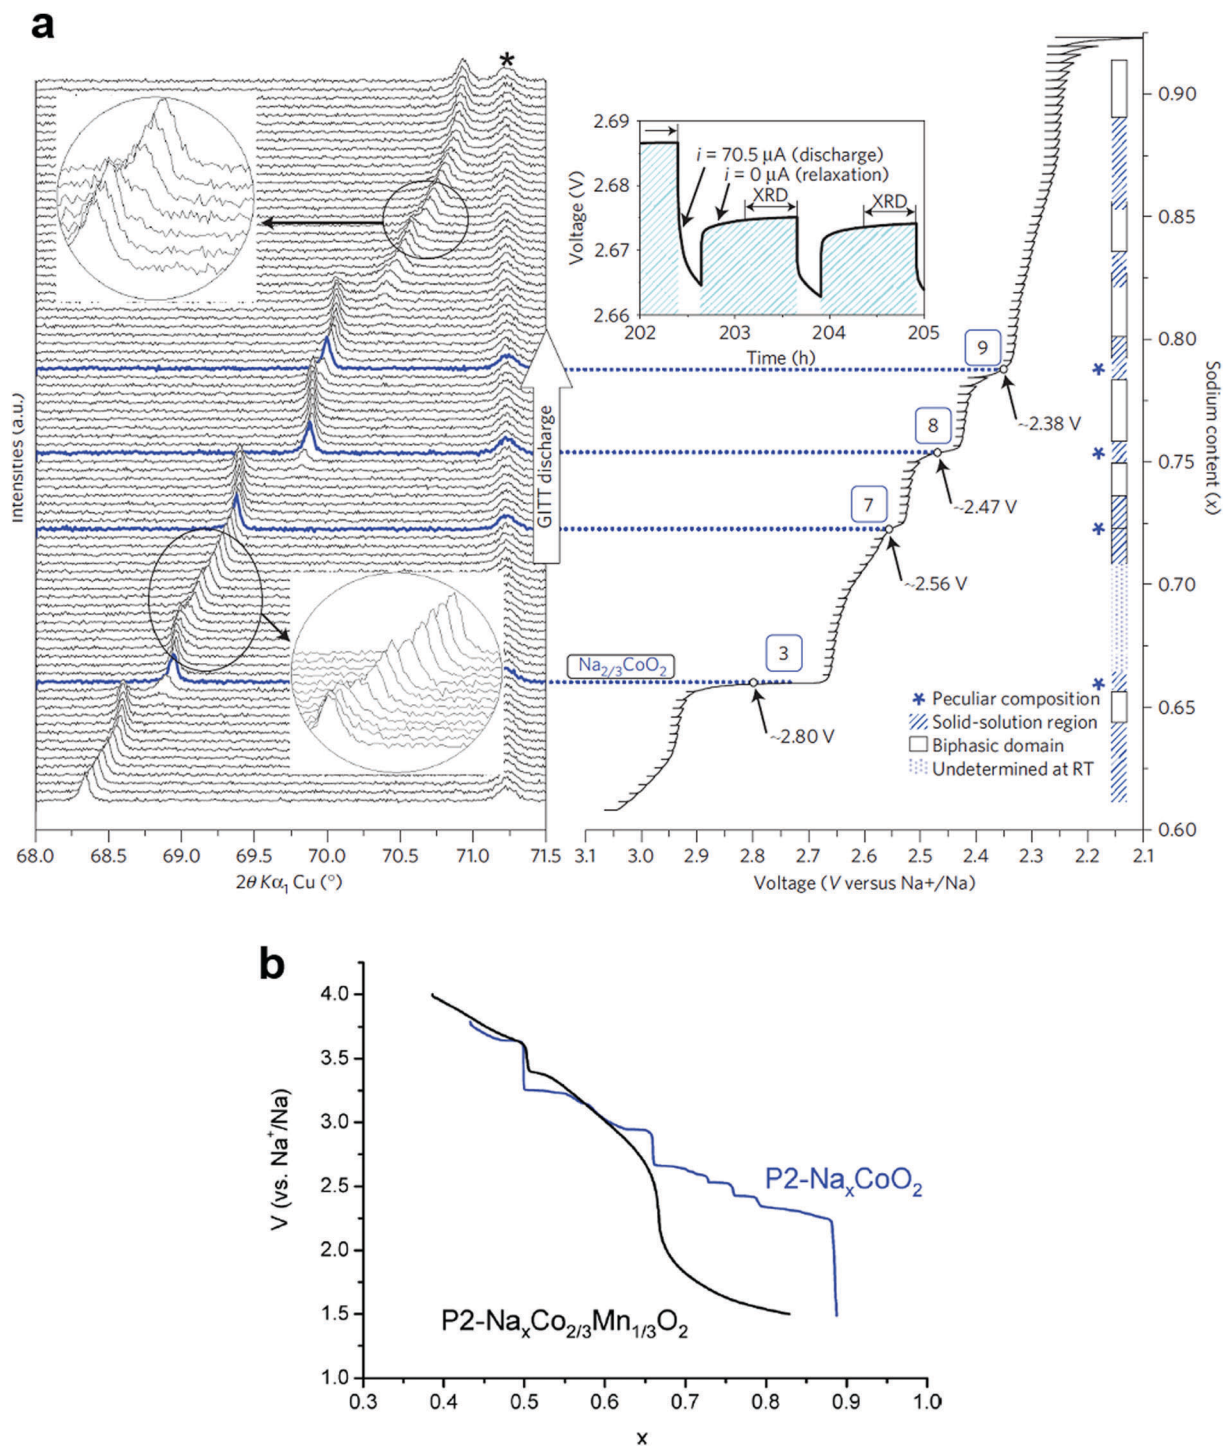 a
*
Intensities (a.u.)
GITT discharge
68.0 68.5 69.0 69.5 70.0 70.5 71.0 71.5
2θ Kα1 Cu (°)
2.69
2.68
2.67
2.66
Voltage (V)
i = 70.5 μA (discharge)
i = 0 μA (relaxation)
XRD
XRD
202 203 204 205
Time (h)
9
~2.38 V
8
~2.47 V
7
~2.56 V
Na2/3CoO2
3
~2.80 V
* Peculiar composition
Solid-solution region
Biphasic domain
Undetermined at RT
0.90
0.85
0.80
0.75
0.70
0.65
0.60
Sodium content (x)
3.1 3.0 2.9 2.8 2.7 2.6 2.5 2.4 2.3 2.2 2.1
Voltage (V versus Na+/Na)
b
4.0
3.5
3.0
2.5
2.0
1.5
1.0
V (vs. Na+/Na)
P2-NaxCoO2
P2-NaxCo2/3Mn1/3O2
0.3 0.4 0.5 0.6 0.7 0.8 0.9 1.0
x